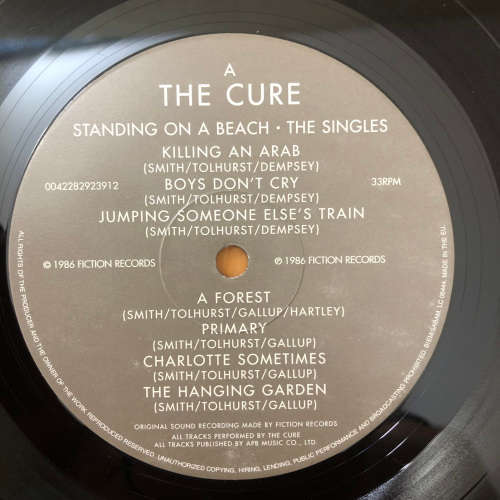 A
THE CURE
STANDING ON A BEACH · THE SINGLES
KILLING AN ARAB
(SMITH/TOLHURST/DEMPSEY)
0042282923912
BOYS DON'T CRY
33RPM
(SMITH/TOLHURST/DEMPSEY)
JUMPING SOMEONE ELSE'S TRAIN
(SMITH/TOLHURST/DEMPSEY)
© 1986 FICTION RECORDS
℗ 1986 FICTION RECORDS
A FOREST
(SMITH/TOLHURST/GALLUP/HARTLEY)
PRIMARY
(SMITH/TOLHURST/GALLUP)
CHARLOTTE SOMETIMES
(SMITH/TOLHURST/GALLUP)
THE HANGING GARDEN
(SMITH/TOLHURST/GALLUP)
ORIGINAL SOUND RECORDING MADE BY FICTION RECORDS
ALL TRACKS PERFORMED BY THE CURE
ALL TRACKS PUBLISHED BY APB MUSIC CO., LTD.
ALL RIGHTS OF THE PRODUCER AND THE OWNER OF THE WORK REPRODUCED RESERVED. UNAUTHORIZED COPYING, HIRING, LENDING, PUBLIC PERFORMANCE AND BROADCASTING PROHIBITED. BIEM/SABAM. LC 06444. MADE IN THE EU.